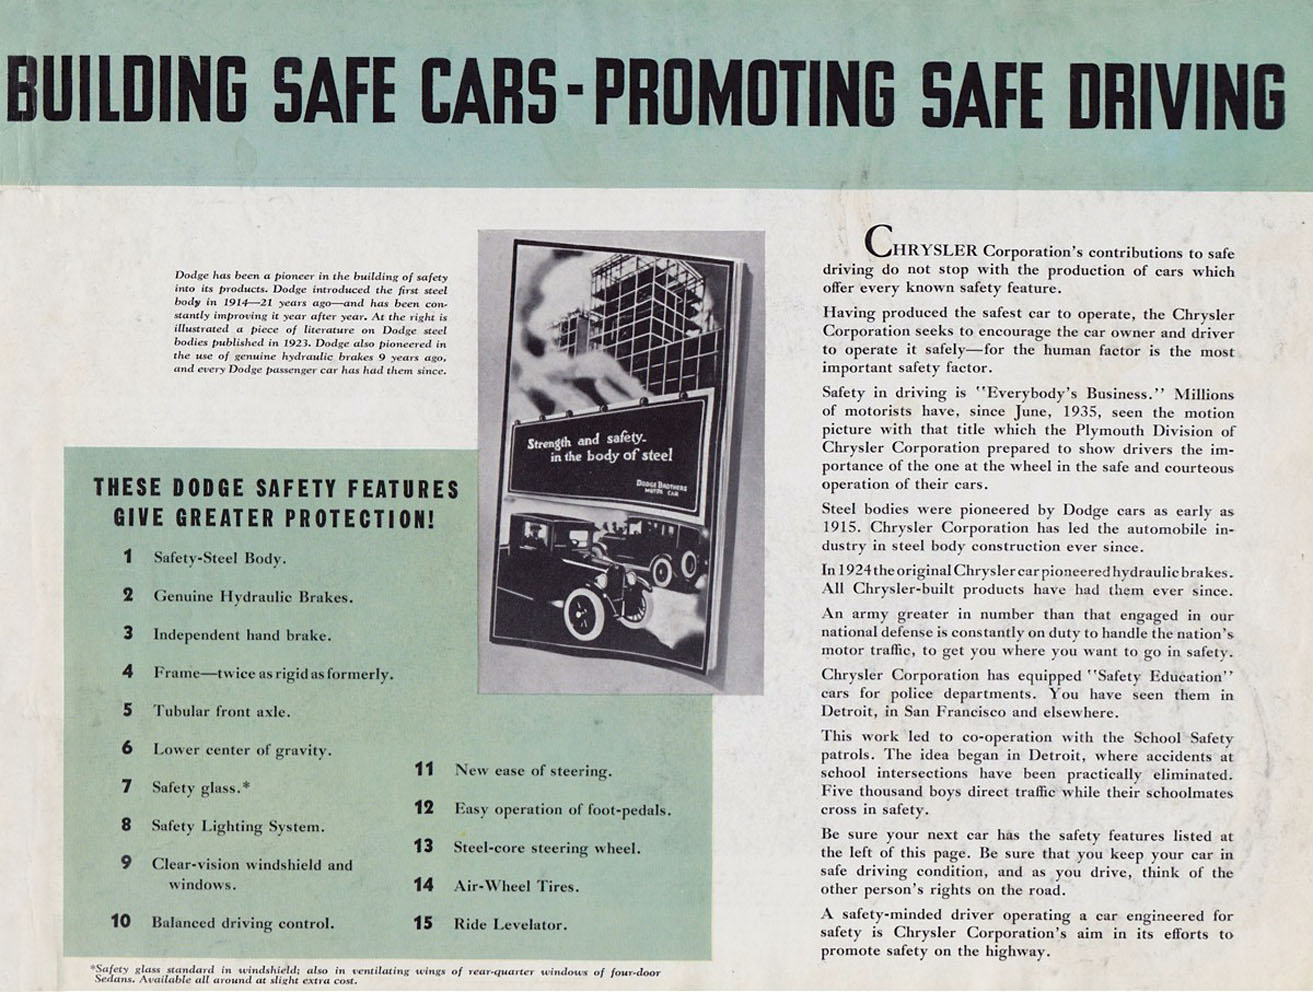 BUILDING SAFE CARS - PROMOTING SAFE DRIVING
Dodge has been a pioneer in the building of safety
into its products. Dodge introduced the first steel
body in 1914—21 years ago—and has been con-
stantly improving it year after year. At the right is
illustrated a piece of literature on Dodge steel
bodies published in 1923. Dodge also pioneered in
the use of genuine hydraulic brakes 9 years ago,
and every Dodge passenger car has had them since.
Strength and safety-
in the body of steel
DODGE BROTHERS
MOTOR CAR
THESE DODGE SAFETY FEATURES
GIVE GREATER PROTECTION!
1 Safety-Steel Body.
2 Genuine Hydraulic Brakes.
3 Independent hand brake.
4 Frame—twice as rigid as formerly.
5 Tubular front axle.
6 Lower center of gravity.
7 Safety glass.*
8 Safety Lighting System.
9 Clear-vision windshield and
windows.
10 Balanced driving control.
11 New ease of steering.
12 Easy operation of foot-pedals.
13 Steel-core steering wheel.
14 Air-Wheel Tires.
15 Ride Levelator.
*Safety glass standard in windshield; also in ventilating wings of rear-quarter windows of four-door
Sedans. Available all around at slight extra cost.
CHRYSLER Corporation's contributions to safe
driving do not stop with the production of cars which
offer every known safety feature.
Having produced the safest car to operate, the Chrysler
Corporation seeks to encourage the car owner and driver
to operate it safely—for the human factor is the most
important safety factor.
Safety in driving is "Everybody's Business." Millions
of motorists have, since June, 1935, seen the motion
picture with that title which the Plymouth Division of
Chrysler Corporation prepared to show drivers the im-
portance of the one at the wheel in the safe and courteous
operation of their cars.
Steel bodies were pioneered by Dodge cars as early as
1915. Chrysler Corporation has led the automobile in-
dustry in steel body construction ever since.
In 1924 the original Chrysler car pioneered hydraulic brakes.
All Chrysler-built products have had them ever since.
An army greater in number than that engaged in our
national defense is constantly on duty to handle the nation's
motor traffic, to get you where you want to go in safety.
Chrysler Corporation has equipped "Safety Education"
cars for police departments. You have seen them in
Detroit, in San Francisco and elsewhere.
This work led to co-operation with the School Safety
patrols. The idea began in Detroit, where accidents at
school intersections have been practically eliminated.
Five thousand boys direct traffic while their schoolmates
cross in safety.
Be sure your next car has the safety features listed at
the left of this page. Be sure that you keep your car in
safe driving condition, and as you drive, think of the
other person's rights on the road.
A safety-minded driver operating a car engineered for
safety is Chrysler Corporation's aim in its efforts to
promote safety on the highway.